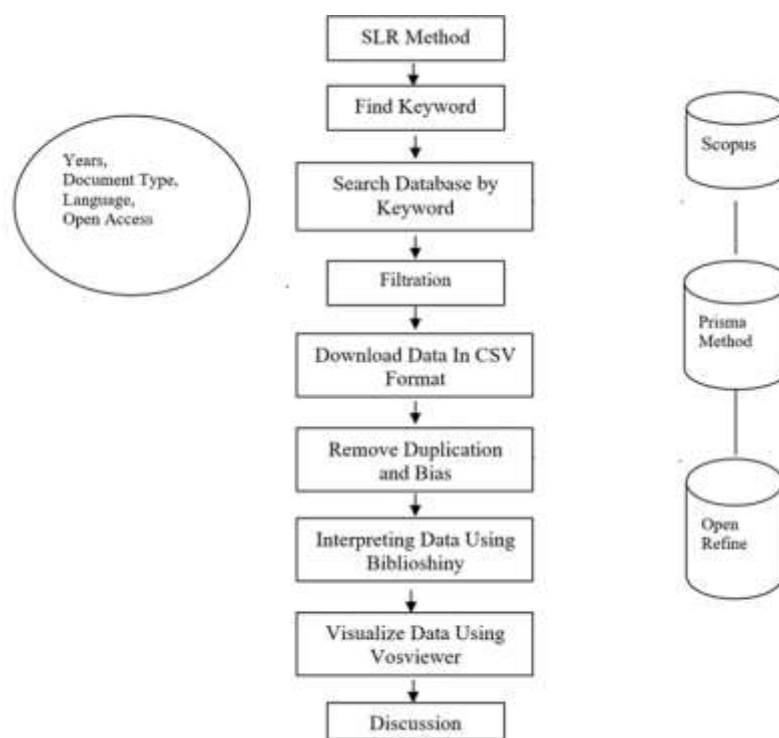 SLR Method
Find Keyword
Years,
Document Type,
Language,
Open Access
Scopus
Search Database by
Keyword
Filtration
Prisma
Method
Download Data In CSV
Format
Remove Duplication
and Bias
Open
Refine
Interpreting Data Using
Biblioshiny
Visualize Data Using
Vosviewer
Discussion